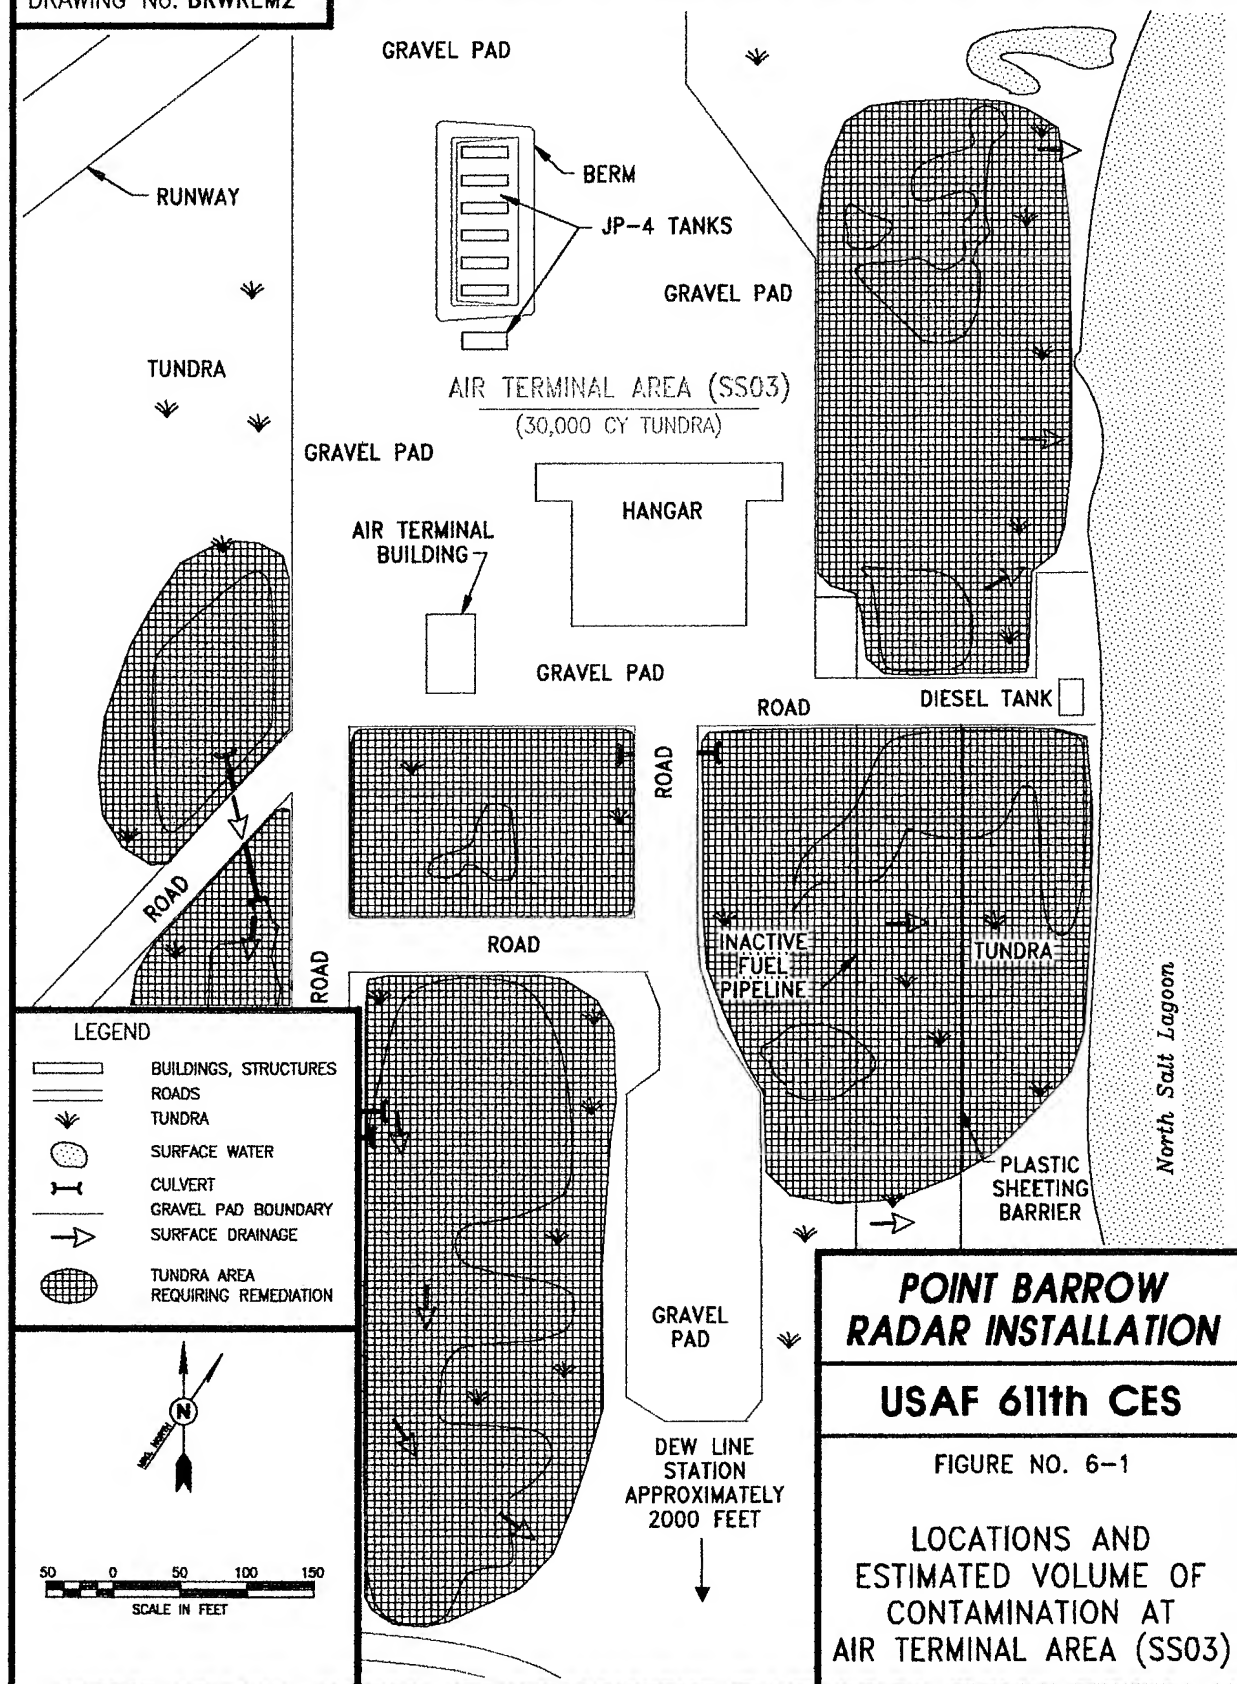 DRAWING No. BRWREM2
GRAVEL PAD
RUNWAY
BERM
JP-4 TANKS
GRAVEL PAD
TUNDRA
AIR TERMINAL AREA (SS03)
(30,000 CY TUNDRA)
GRAVEL PAD
HANGAR
AIR TERMINAL
BUILDING
GRAVEL PAD
DIESEL TANK
ROAD
ROAD
ROAD
ROAD
ROAD
INACTIVE
FUEL
PIPELINE
TUNDRA
North Salt Lagoon
PLASTIC
SHEETING
BARRIER
GRAVEL
PAD
DEW LINE
STATION
APPROXIMATELY
2000 FEET
LEGEND
BUILDINGS, STRUCTURES
ROADS
TUNDRA
SURFACE WATER
CULVERT
GRAVEL PAD BOUNDARY
SURFACE DRAINAGE
TUNDRA AREA
REQUIRING REMEDIATION
N
MAG. NORTH
50 0 50 100 150
SCALE IN FEET
POINT BARROW
RADAR INSTALLATION
USAF 611th CES
FIGURE NO. 6-1
LOCATIONS AND
ESTIMATED VOLUME OF
CONTAMINATION AT
AIR TERMINAL AREA (SS03)